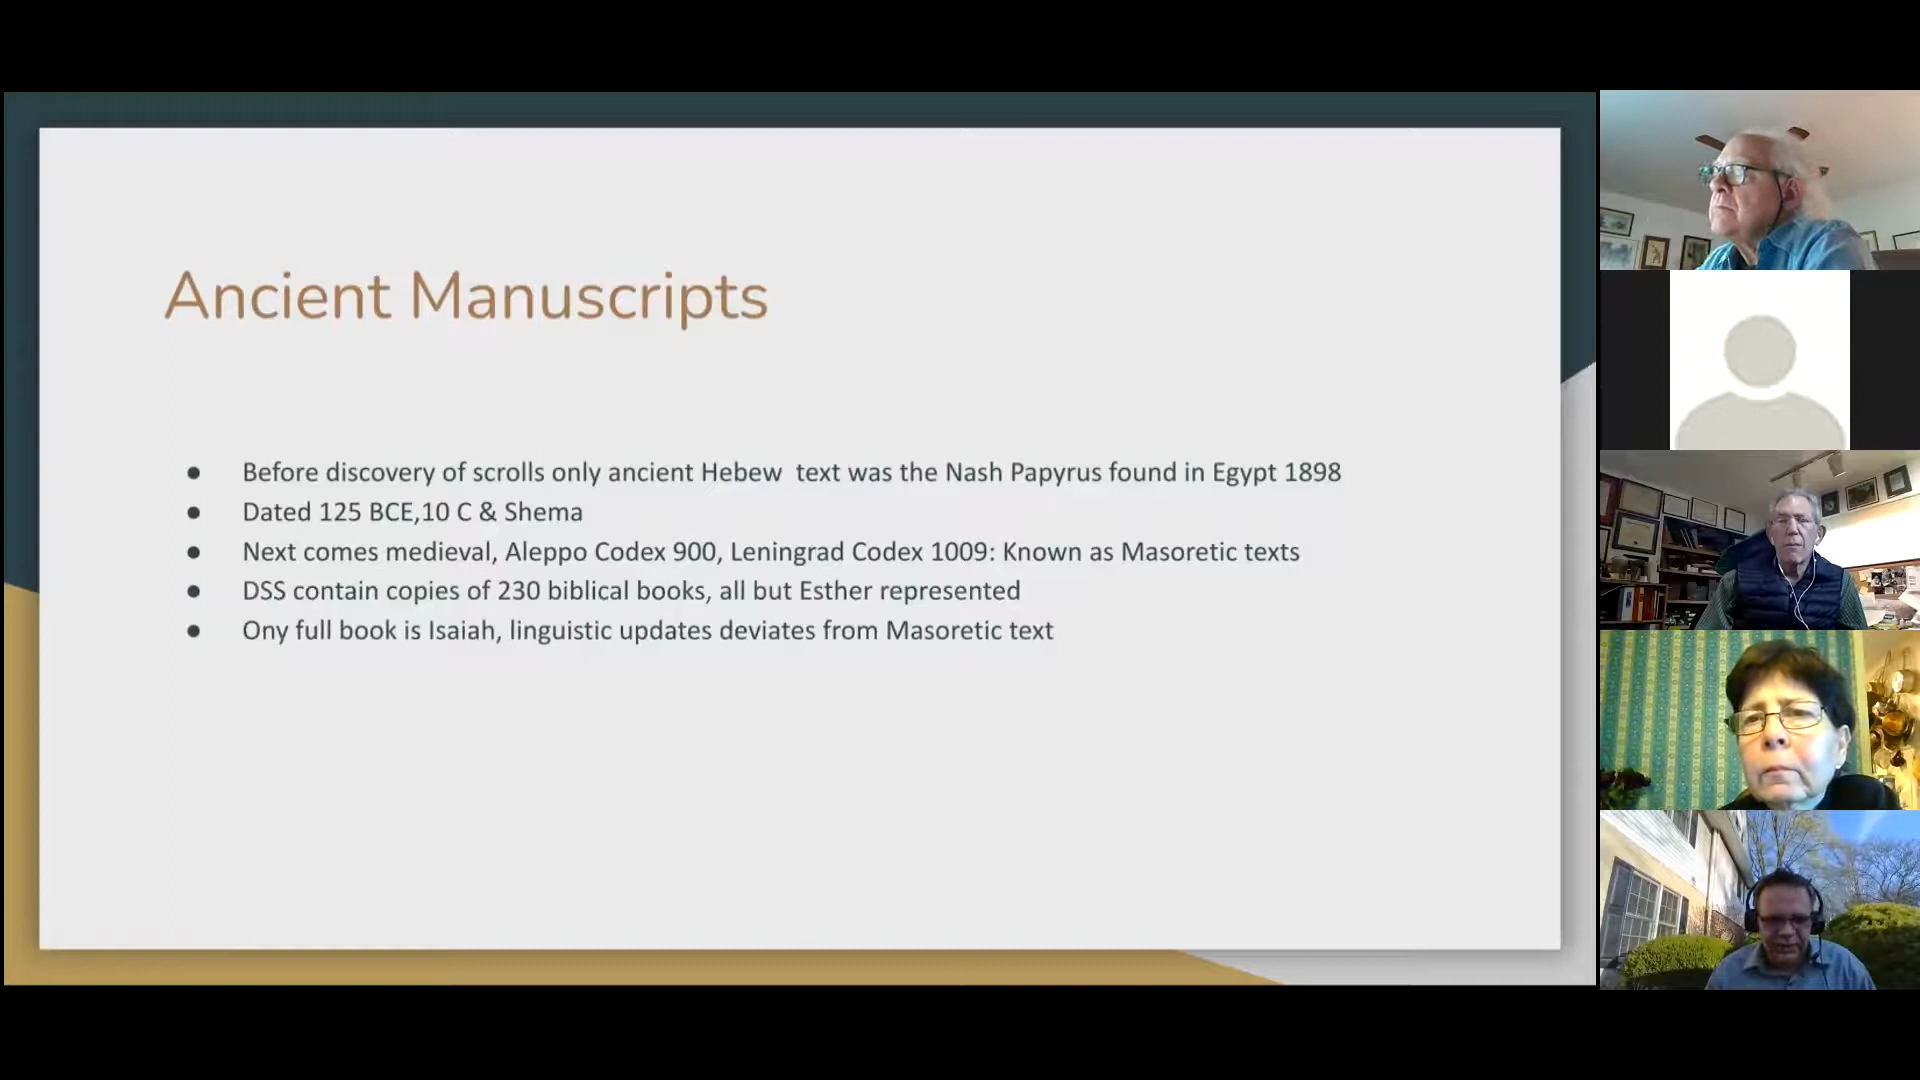 Ancient Manuscripts
● Before discovery of scrolls only ancient Hebew  text was the Nash Papyrus found in Egypt 1898
● Dated 125 BCE,10 C & Shema
● Next comes medieval, Aleppo Codex 900, Leningrad Codex 1009: Known as Masoretic texts
● DSS contain copies of 230 biblical books, all but Esther represented
● Ony full book is Isaiah, linguistic updates deviates from Masoretic text